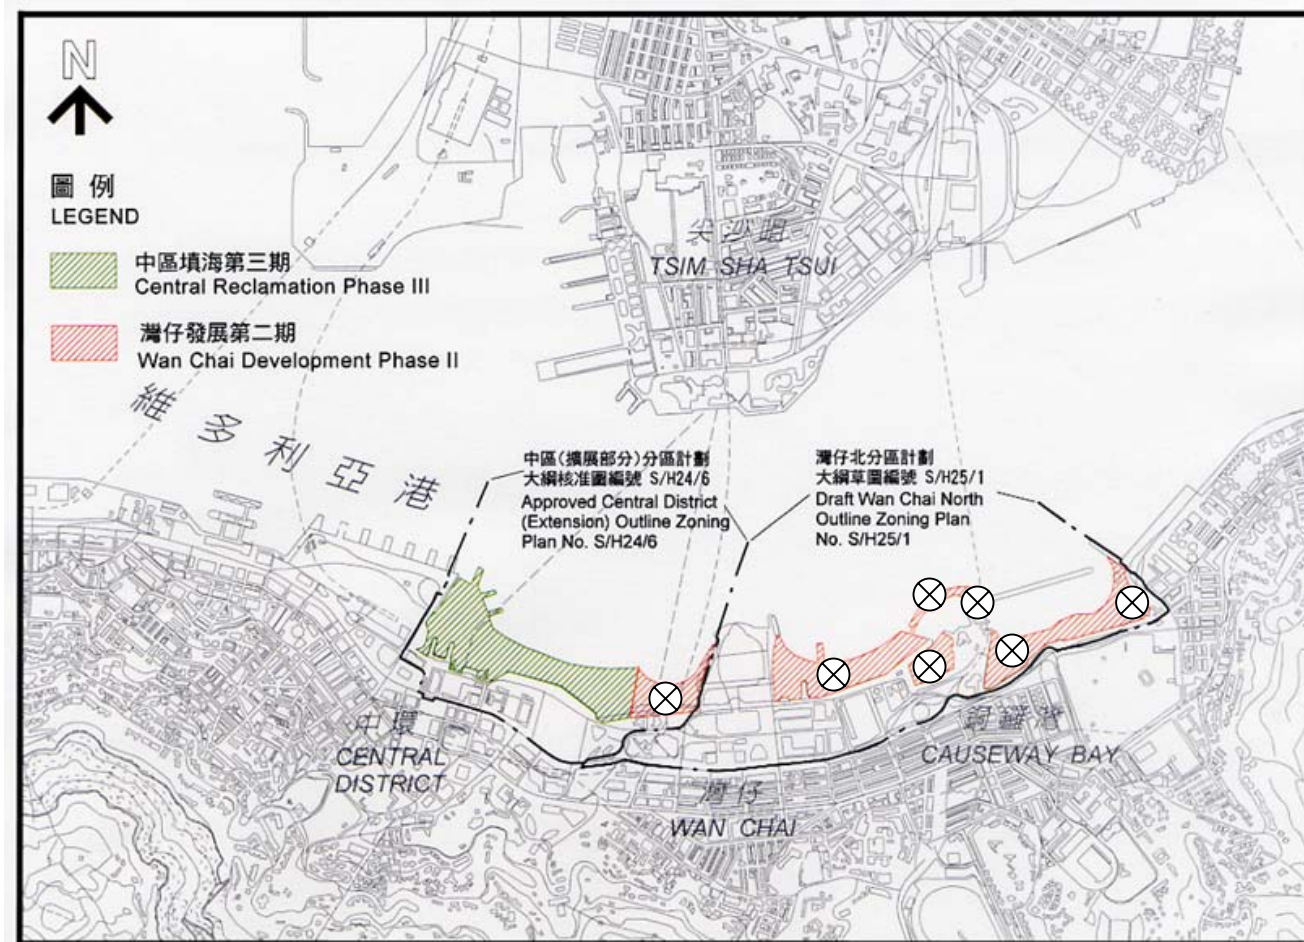 N
圖例
LEGEND
中區填海第三期
Central Reclamation Phase III
灣仔發展第二期
Wan Chai Development Phase II
維多利亞港
尖沙咀
TSIM SHA TSUI
中區(擴展部分)分區計劃
大綱核准圖編號 S/H24/6
Approved Central District
(Extension) Outline Zoning
Plan No. S/H24/6
灣仔北分區計劃
大綱草圖編號 S/H25/1
Draft Wan Chai North
Outline Zoning Plan
No. S/H25/1
中環
CENTRAL
DISTRICT
灣仔
WAN CHAI
銅鑼灣
CAUSEWAY BAY